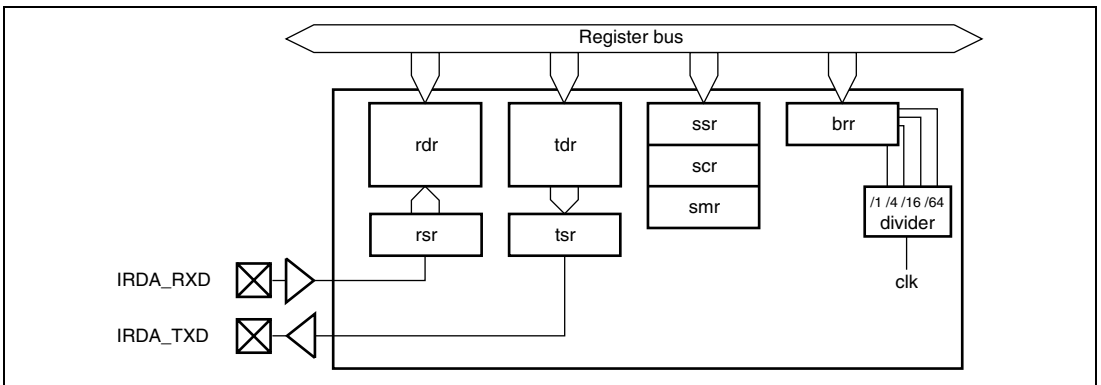 Register bus
rdr
tdr
ssr
scr
smr
brr
/1 /4 /16 /64
divider
clk
rsr
tsr
IRDA_RXD
IRDA_TXD